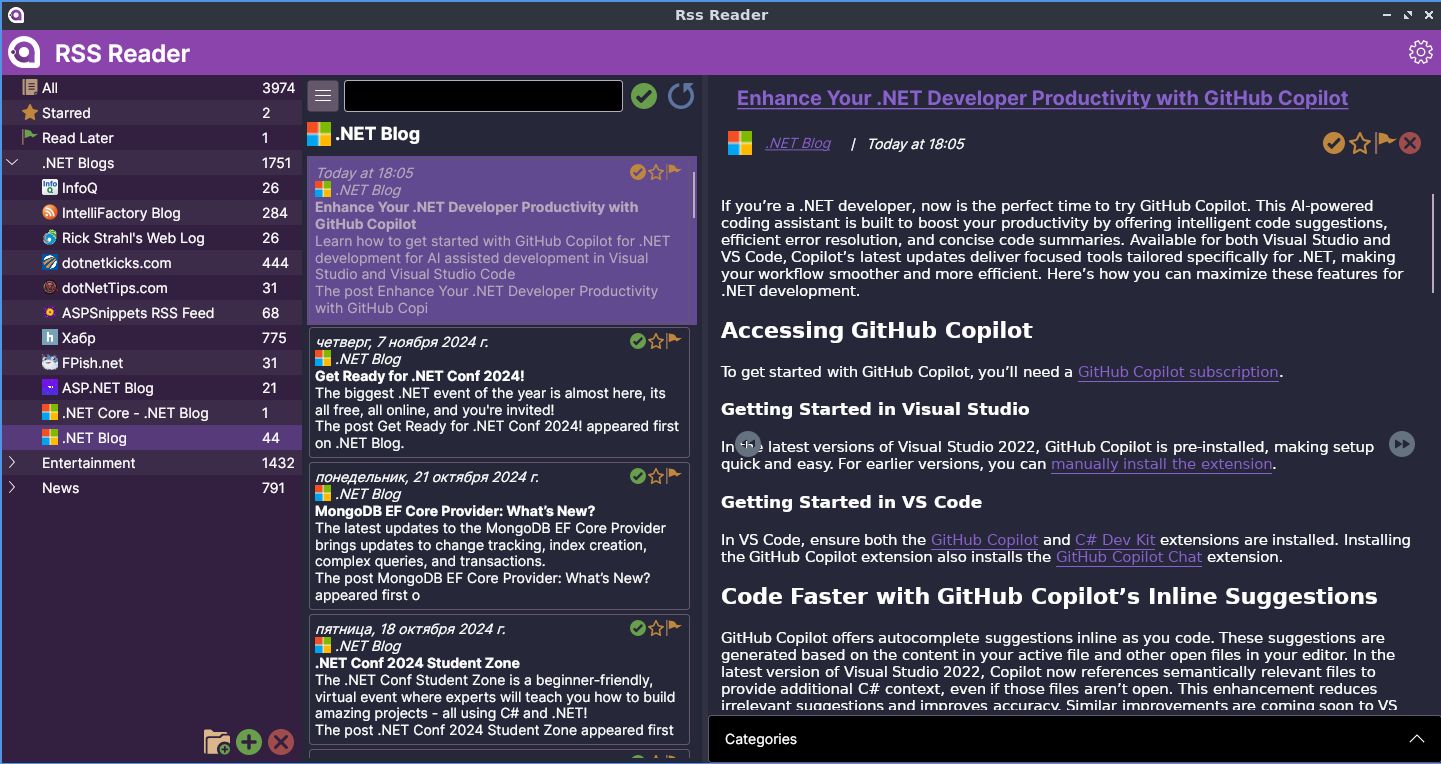 Rss Reader
RSS Reader
All 3974
Starred 2
Read Later 1
.NET Blogs 1751
InfoQ 26
IntelliFactory Blog 284
Rick Strahl's Web Log 26
dotnetkicks.com 444
dotNetTips.com 31
ASPSnippets RSS Feed 68
Хабр 775
FPish.net 31
ASP.NET Blog 21
.NET Core - .NET Blog 1
.NET Blog 44
Entertainment 1432
News 791
.NET Blog
Today at 18:05
.NET Blog
Enhance Your .NET Developer Productivity with
GitHub Copilot
Learn how to get started with GitHub Copilot for .NET
development for AI assisted development in Visual
Studio and Visual Studio Code
The post Enhance Your .NET Developer Productivity
with GitHub Copi
четверг, 7 ноября 2024 г.
.NET Blog
Get Ready for .NET Conf 2024!
The biggest .NET event of the year is almost here, its
all free, all online, and you're invited!
The post Get Ready for .NET Conf 2024! appeared first
on .NET Blog.
понедельник, 21 октября 2024 г.
.NET Blog
MongoDB EF Core Provider: What’s New?
The latest updates to the MongoDB EF Core Provider
brings updates to change tracking, index creation,
complex queries, and transactions.
The post MongoDB EF Core Provider: What’s New?
appeared first o
пятница, 18 октября 2024 г.
.NET Blog
.NET Conf 2024 Student Zone
The .NET Conf Student Zone is a beginner-friendly,
virtual event where experts will teach you how to build
amazing projects - all using C# and .NET!
The post .NET Conf 2024 Student Zone appeared first
Enhance Your .NET Developer Productivity with GitHub Copilot
.NET Blog | Today at 18:05
If you’re a .NET developer, now is the perfect time to try GitHub Copilot. This AI-powered
coding assistant is built to boost your productivity by offering intelligent code suggestions,
efficient error resolution, and concise code summaries. Available for both Visual Studio and
VS Code, Copilot’s latest updates deliver focused tools tailored specifically for .NET, making
your workflow smoother and more efficient. Here’s how you can maximize these features for
.NET development.
Accessing GitHub Copilot
To get started with GitHub Copilot, you’ll need a GitHub Copilot subscription.
Getting Started in Visual Studio
In the latest versions of Visual Studio 2022, GitHub Copilot is pre-installed, making setup
quick and easy. For earlier versions, you can manually install the extension.
Getting Started in VS Code
In VS Code, ensure both the GitHub Copilot and C# Dev Kit extensions are installed. Installing
the GitHub Copilot extension also installs the GitHub Copilot Chat extension.
Code Faster with GitHub Copilot’s Inline Suggestions
GitHub Copilot offers autocomplete suggestions inline as you code. These suggestions are
generated based on the content in your active file and other open files in your editor. In the
latest version of Visual Studio 2022, Copilot now references semantically relevant files to
provide additional C# context, even if those files aren’t open. This enhancement reduces
irrelevant suggestions and improves accuracy. Similar improvements are coming soon to VS
Categories